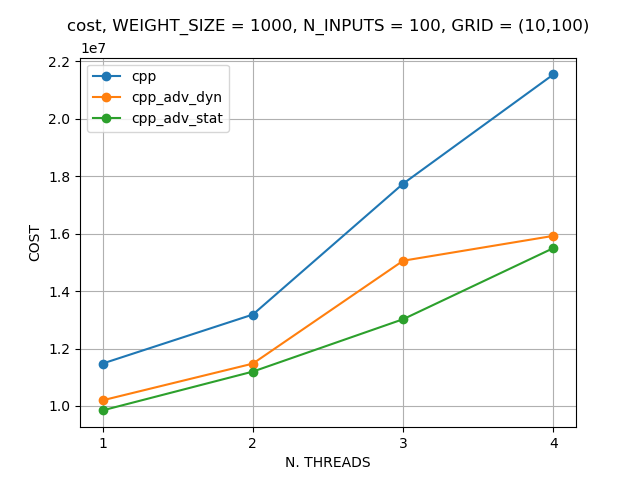 cost, WEIGHT_SIZE = 1000, N_INPUTS = 100, GRID = (10,100)
1e7
2.2
2.0
1.8
1.6
1.4
1.2
1.0
COST
cpp
cpp_adv_dyn
cpp_adv_stat
1 2 3 4
N. THREADS